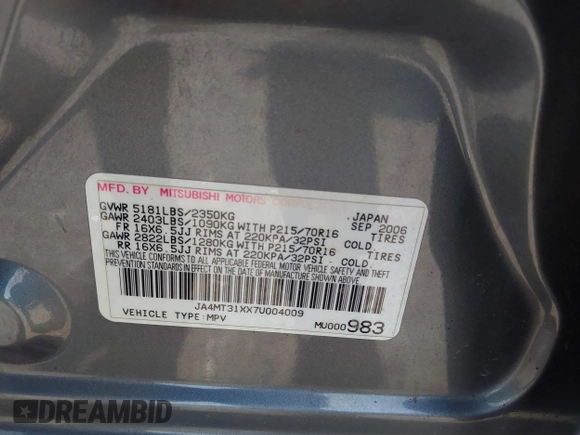 MFD. BY MITSUBISHI MOTORS
JAPAN
GVWR 5181LBS/2350KG SEP 2006
GAWR 2403LBS/1090KG WITH P215/70R16 TIRES
FR 16X6.5JJ RIMS AT 220KPA/32PSI COLD.
GAWR 2822LBS/1280KG WITH P215/70R16 TIRES
RR 16X6.5JJ RIMS AT 220KPA/32PSI COLD.
THIS VEHICLE CONFORMS TO ALL APPLICABLE FEDERAL MOTOR VEHICLE SAFETY AND
THEFT PREVENTION STANDARDS IN EFFECT ON THE DATE OF MANUFACTURE SHOWN ABOVE.
JA4MT31XX7U004009
VEHICLE TYPE:MPV MU000983
DREAMBID